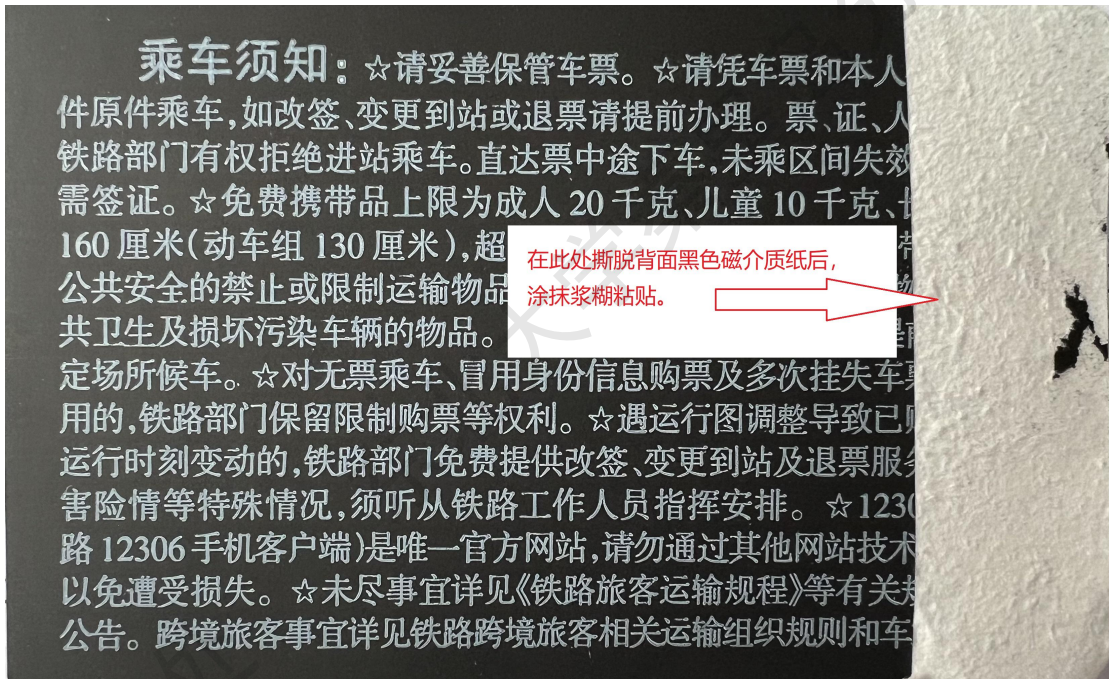 乘车须知：☆请妥善保管车票。☆请凭车票和本人
件原件乘车，如改签、变更到站或退票请提前办理。票、证、人
铁路部门有权拒绝进站乘车。直达票中途下车，未乘区间失效
需签证。☆免费携带品上限为成人 20 千克、儿童 10 千克、
160 厘米（动车组 130 厘米），超
公共安全的禁止或限制运输物品
共卫生及损坏污染车辆的物品。
在此处撕脱背面黑色磁介质纸后，
涂抹浆糊粘贴。
定场所候车。☆对无票乘车、冒用身份信息购票及多次挂失车票
用的，铁路部门保留限制购票等权利。☆遇运行图调整导致已购
运行时刻变动的，铁路部门免费提供改签、变更到站及退票服务
害险情等特殊情况，须听从铁路工作人员指挥安排。☆12306
路 12306 手机客户端）是唯一官方网站，请勿通过其他网站技术
以免遭受损失。☆未尽事宜详见《铁路旅客运输规程》等有关规
公告。跨境旅客事宜详见铁路跨境旅客相关运输组织规则和车